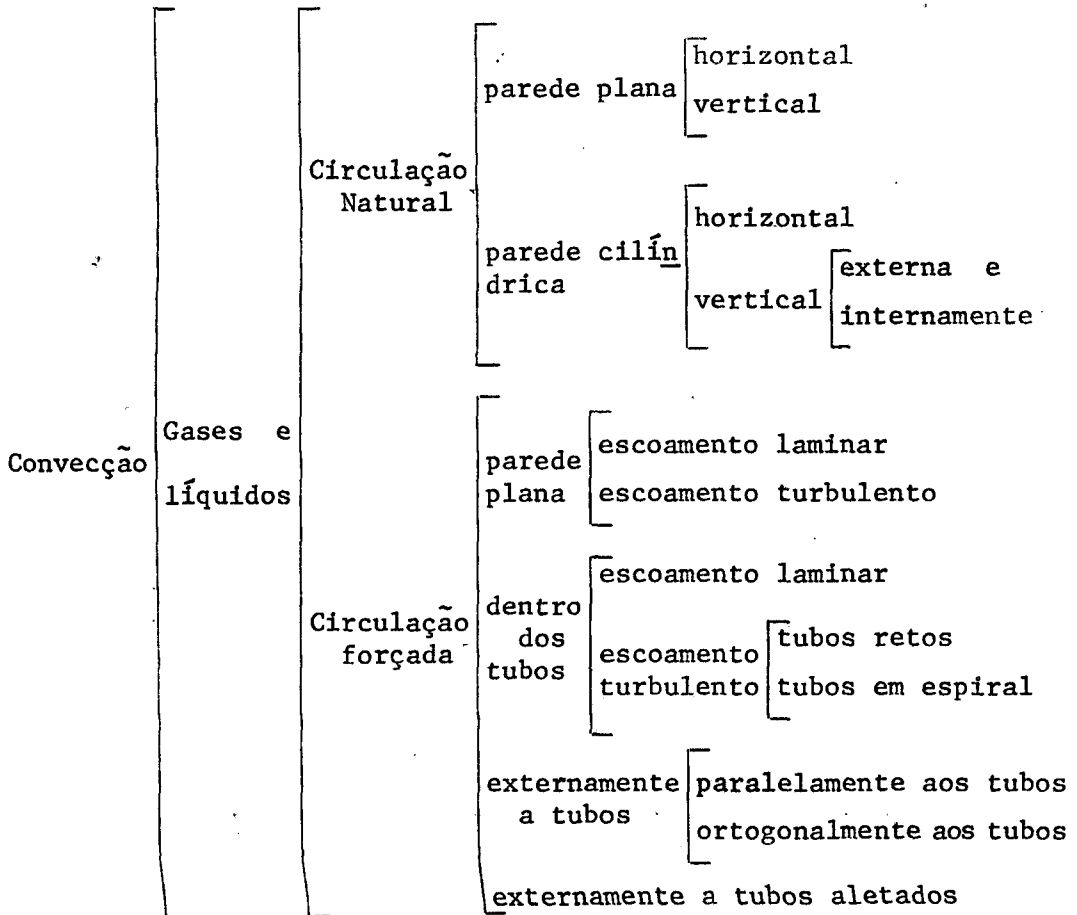 Convecção
Gases e
líquidos
Circulação
Natural
parede plana
horizontal
vertical
parede cilín
drica
horizontal
vertical
externa e
internamente
Circulação
forçada
parede
plana
escoamento laminar
escoamento turbulento
dentro
dos
tubos
escoamento laminar
escoamento
turbulento
tubos retos
tubos em espiral
externamente
a tubos
paralelamente aos tubos
ortogonalmente aos tubos
externamente a tubos aletados